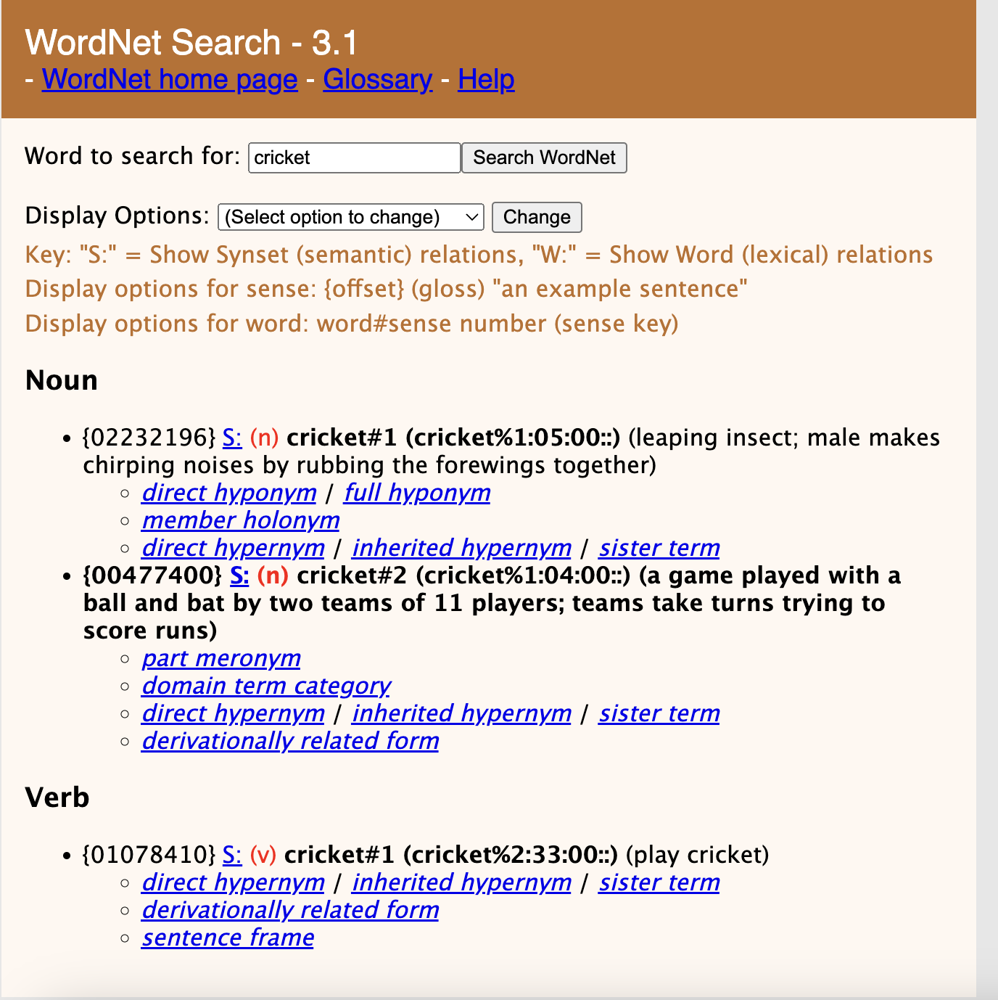 WordNet Search - 3.1
- WordNet home page - Glossary - Help
Word to search for: cricket Search WordNet
Display Options: (Select option to change) Change
Key: "S:" = Show Synset (semantic) relations, "W:" = Show Word (lexical) relations
Display options for sense: {offset} (gloss) "an example sentence"
Display options for word: word#sense number (sense key)
Noun
• {02232196} S: (n) cricket#1 (cricket%1:05:00::) (leaping insect; male makes
chirping noises by rubbing the forewings together)
○ direct hyponym / full hyponym
○ member holonym
○ direct hypernym / inherited hypernym / sister term
• {00477400} S: (n) cricket#2 (cricket%1:04:00::) (a game played with a
ball and bat by two teams of 11 players; teams take turns trying to
score runs)
○ part meronym
○ domain term category
○ direct hypernym / inherited hypernym / sister term
○ derivationally related form
Verb
• {01078410} S: (v) cricket#1 (cricket%2:33:00::) (play cricket)
○ direct hypernym / inherited hypernym / sister term
○ derivationally related form
○ sentence frame